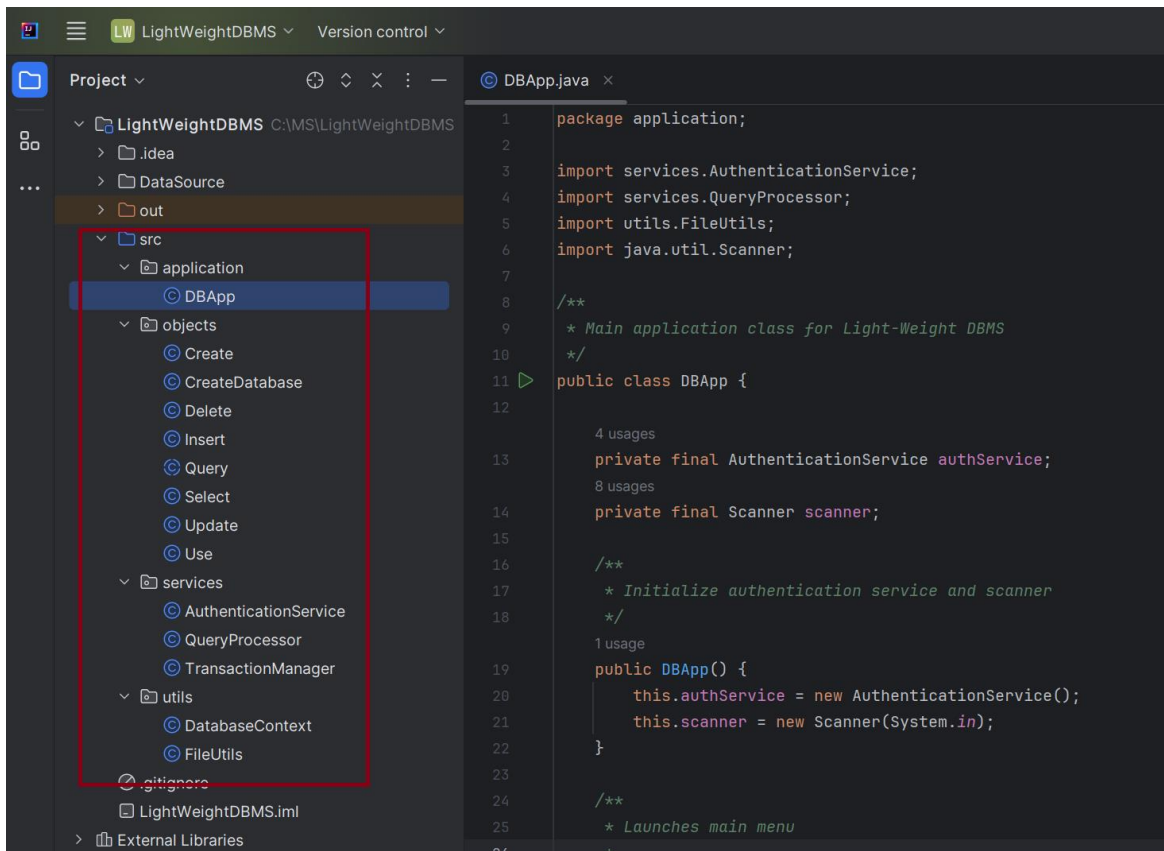 LW LightWeightDBMS Version control
Project
LightWeightDBMS C:\MS\LightWeightDBMS
.idea
DataSource
out
src
application
DBApp
objects
Create
CreateDatabase
Delete
Insert
Query
Select
Update
Use
services
AuthenticationService
QueryProcessor
TransactionManager
utils
DatabaseContext
FileUtils
.gitignore
LightWeightDBMS.iml
External Libraries
DBApp.java
1 package application;
2
3 import services.AuthenticationService;
4 import services.QueryProcessor;
5 import utils.FileUtils;
6 import java.util.Scanner;
7
8 /**
9 * Main application class for Light-Weight DBMS
10 */
11 public class DBApp {
12
4 usages
13 private final AuthenticationService authService;
8 usages
14 private final Scanner scanner;
15
16 /**
17 * Initialize authentication service and scanner
18 */
1 usage
19 public DBApp() {
20 this.authService = new AuthenticationService();
21 this.scanner = new Scanner(System.in);
22 }
23
24 /**
25 * Launches main menu